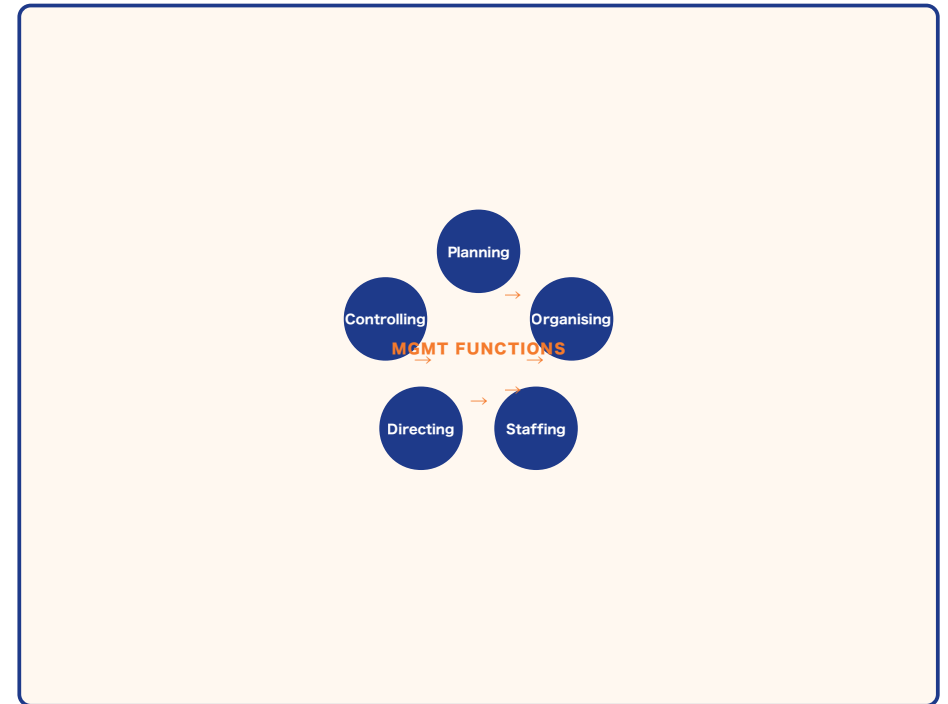 Planning
→
Controlling
Organising
MGMT FUNCTIONS
→ →
→
→
Directing
Staffing